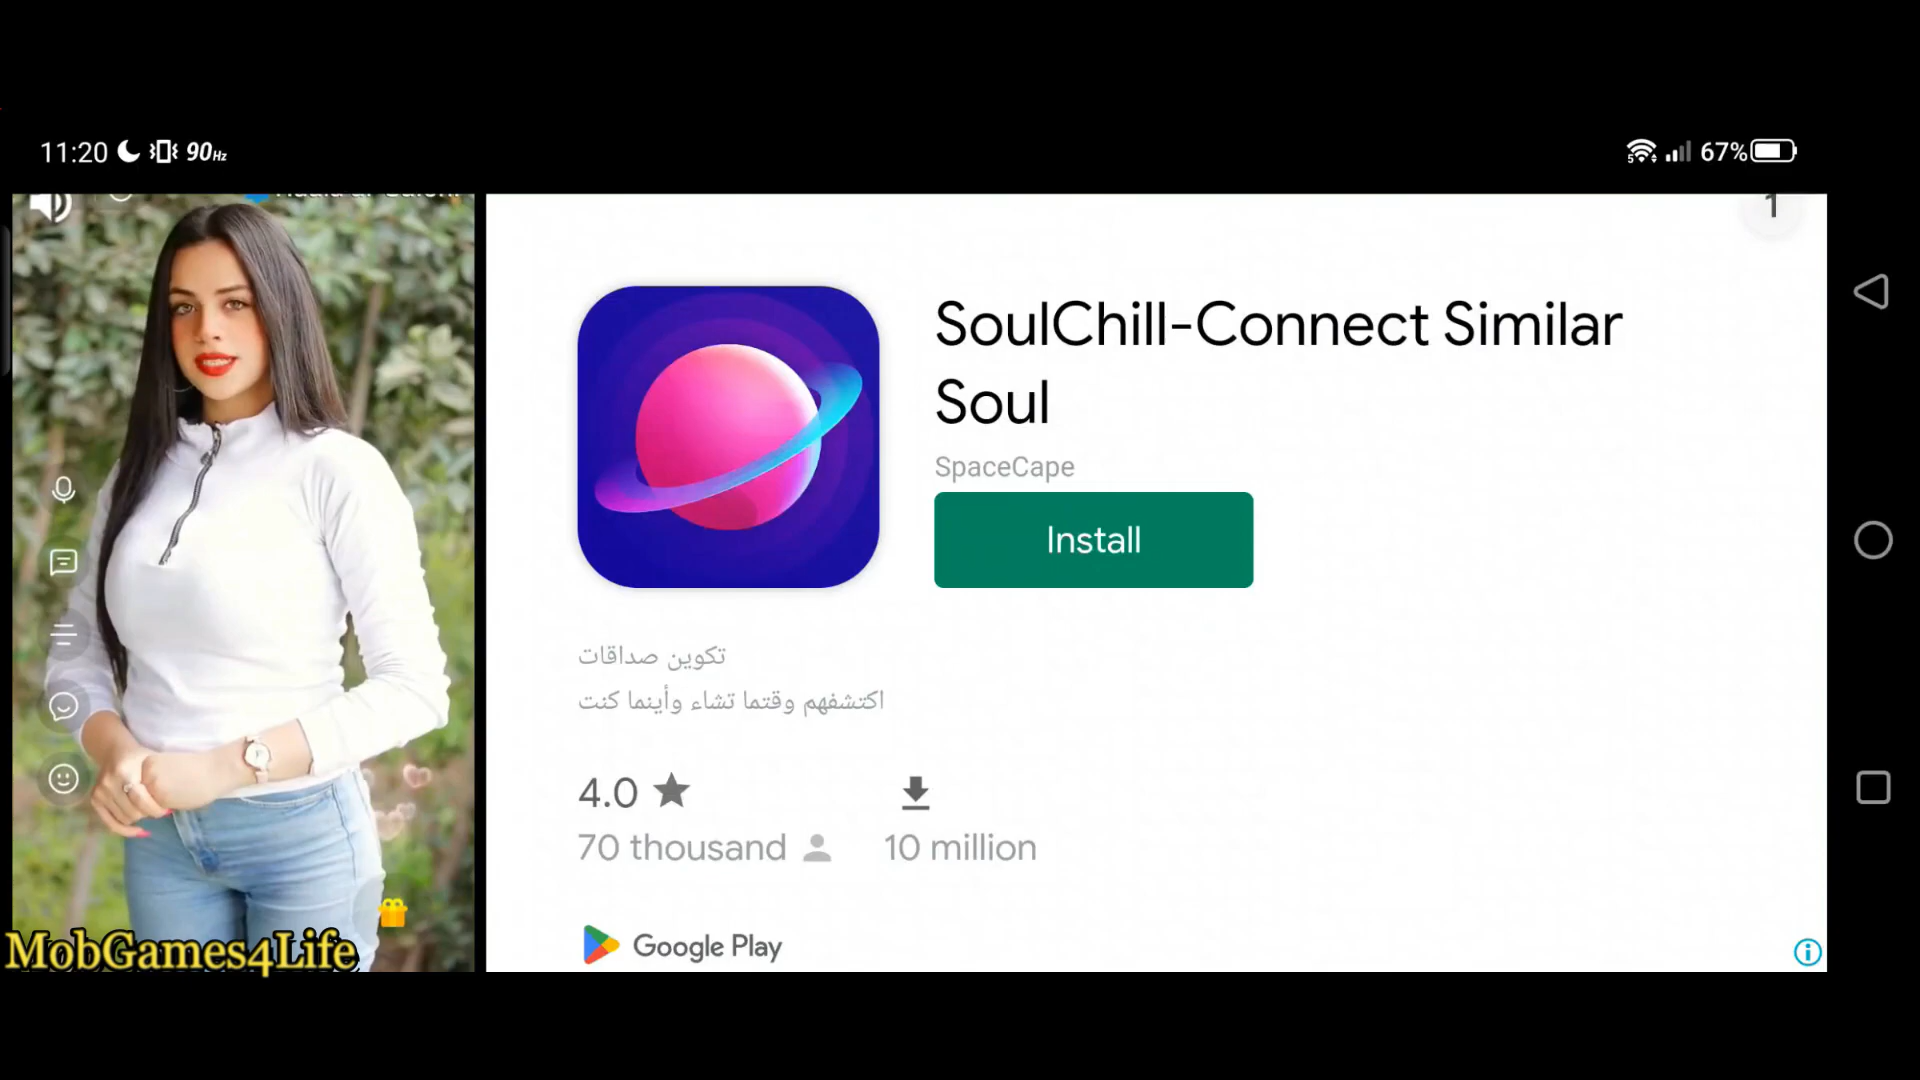 11:20 90Hz 67%
1
SoulChill-Connect Similar
Soul
SpaceCape
Install
تكوين صداقات
اكتشفهم وقتما تشاء وأينما كنت
4.0
70 thousand 10 million
Google Play
MobGames4Life